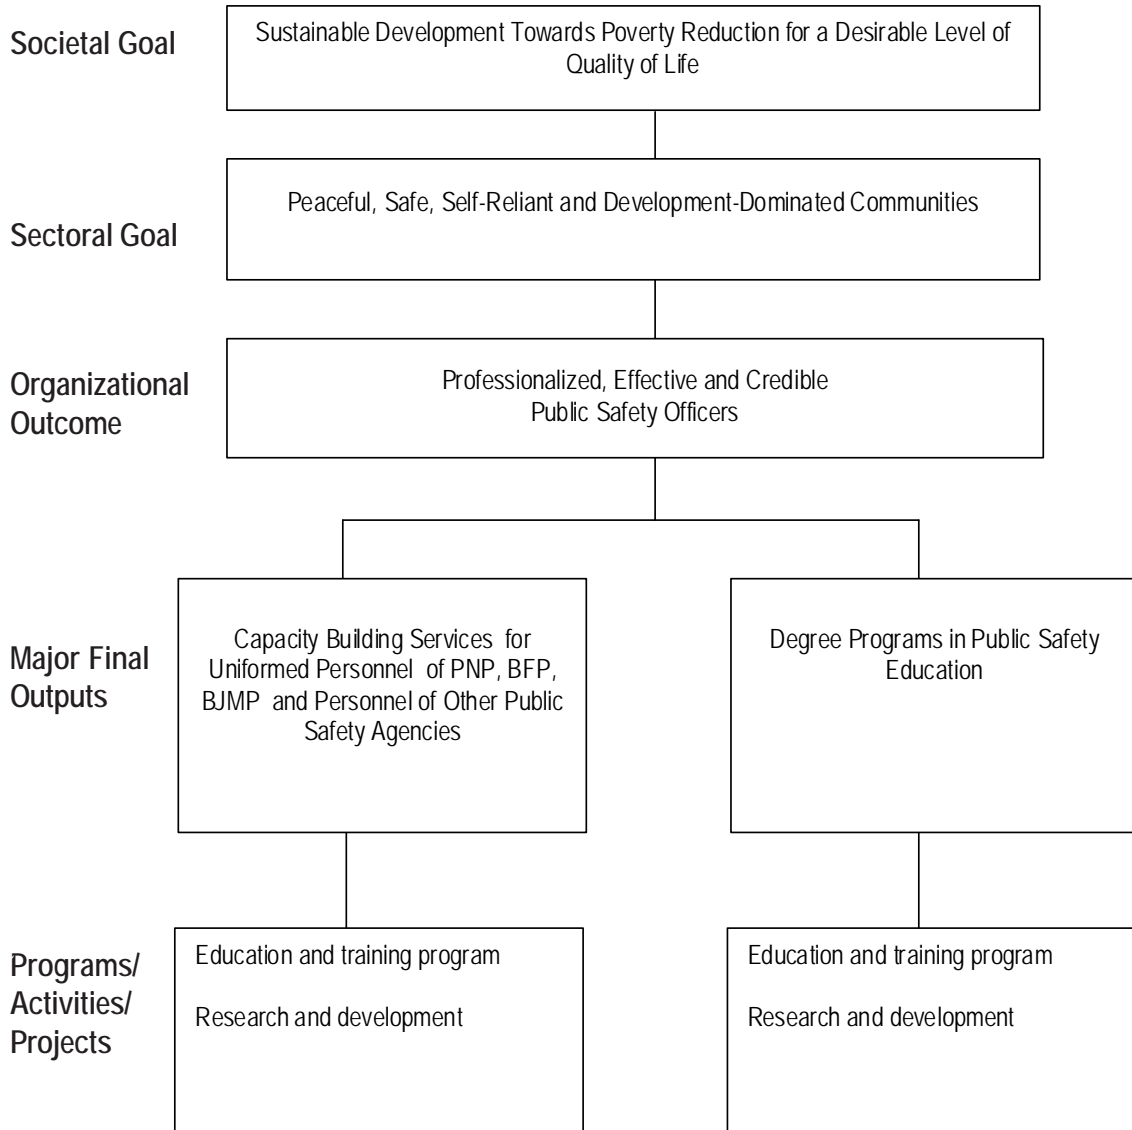 Societal Goal
Sustainable Development Towards Poverty Reduction for a Desirable Level of
Quality of Life
Sectoral Goal
Peaceful, Safe, Self-Reliant and Development-Dominated Communities
Organizational
Outcome
Professionalized, Effective and Credible
Public Safety Officers
Major Final
Outputs
Capacity Building Services for
Uniformed Personnel of PNP, BFP,
BJMP and Personnel of Other Public
Safety Agencies
Degree Programs in Public Safety
Education
Programs/
Activities/
Projects
Education and training program
Research and development
Education and training program
Research and development